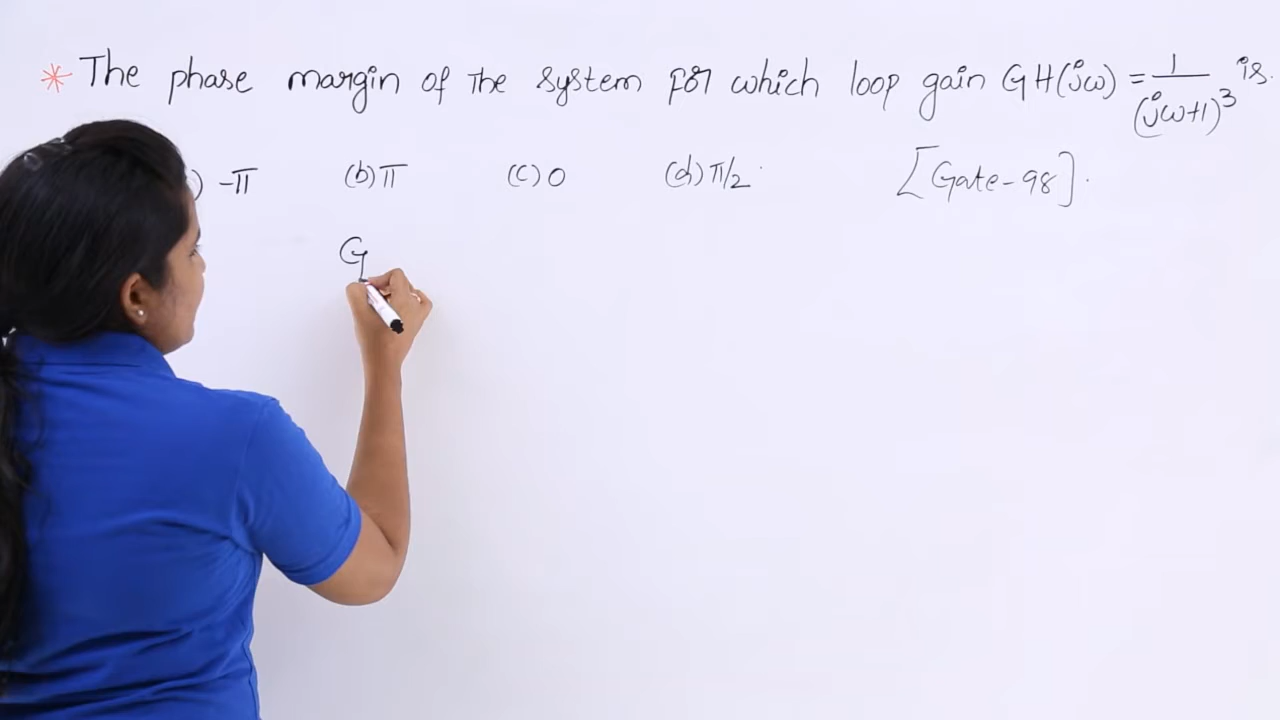 * The phase margin of the system for which loop gain GH(jω) = 1/(jω+1)³ is.
) -π (b) π (c) 0 (d) π/2. [Gate-98].
G